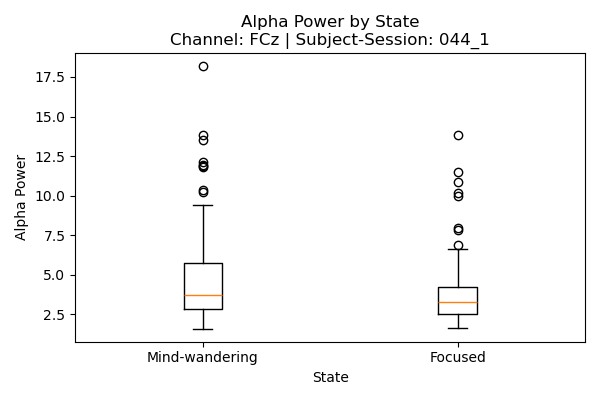 Alpha Power by State
Channel: FCz | Subject-Session: 044_1
17.5
15.0
12.5
10.0
7.5
5.0
2.5
Alpha Power
Mind-wandering
Focused
State